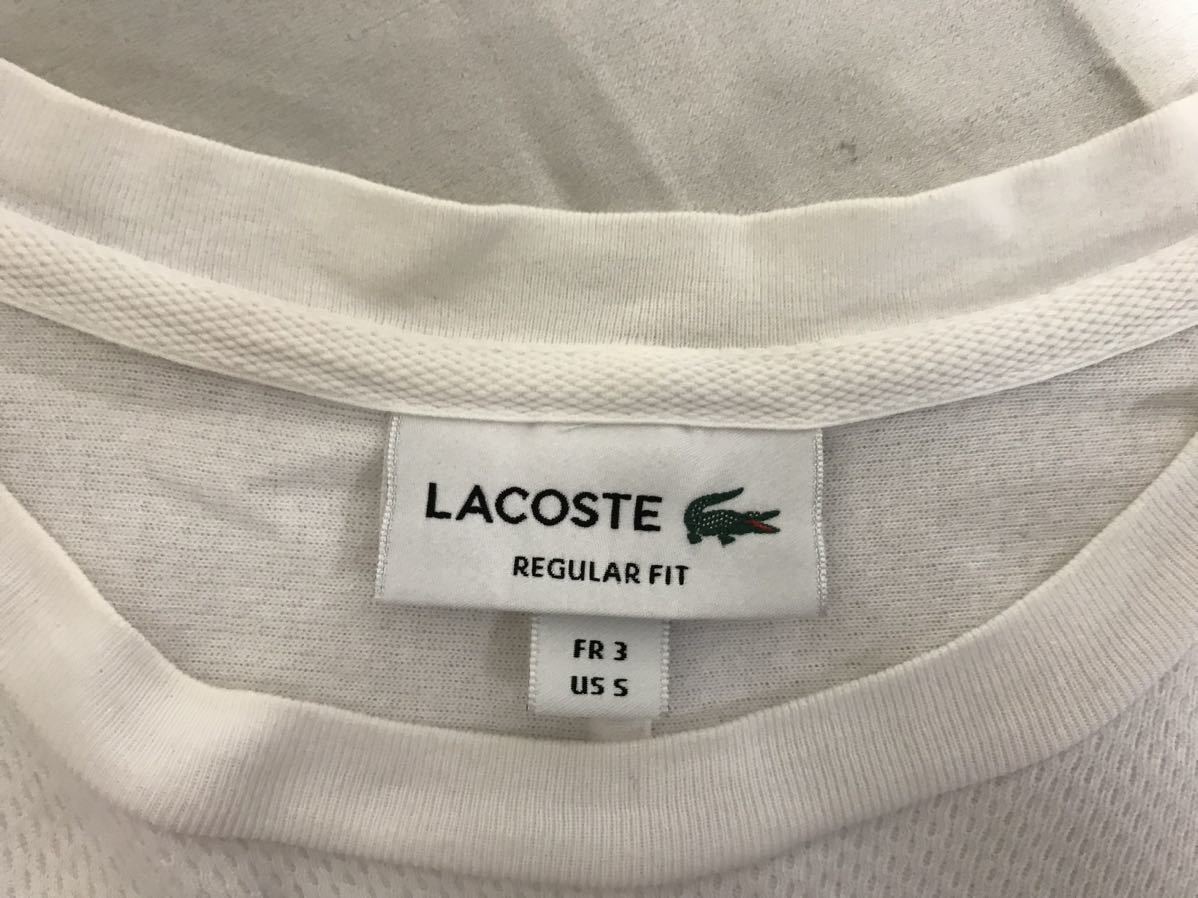 LACOSTE
REGULAR FIT
FR 3
US S